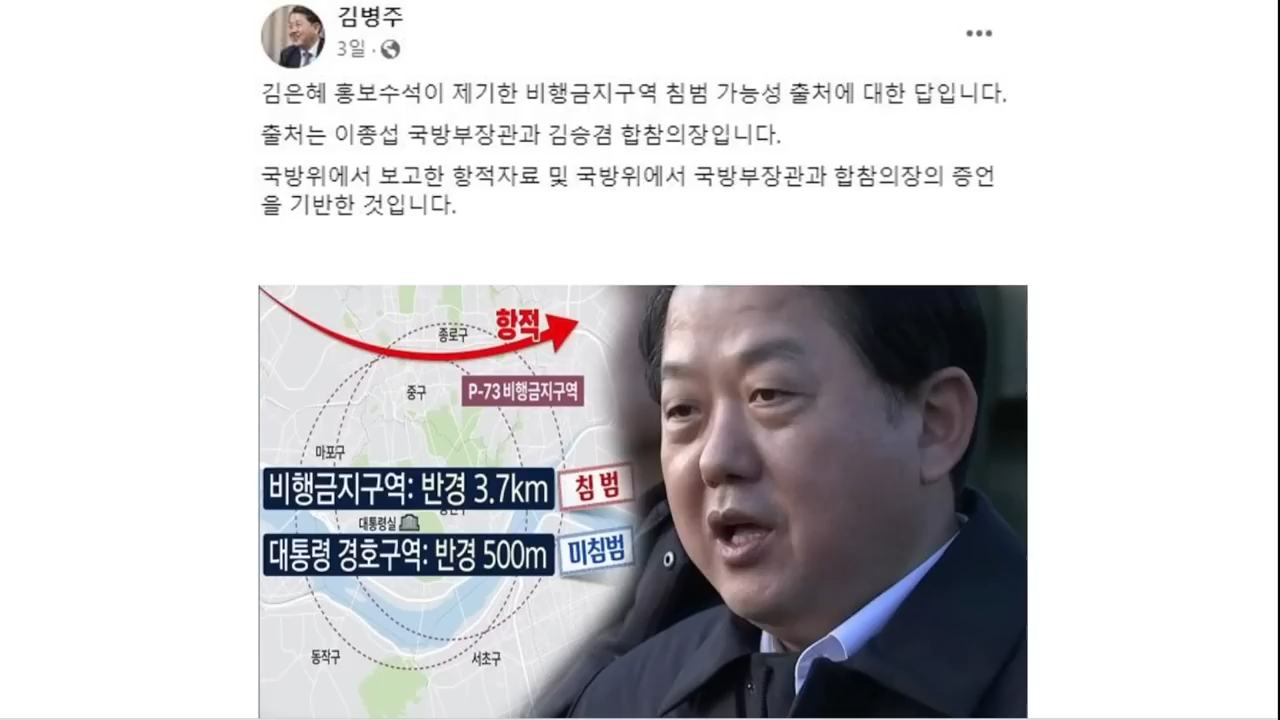 김병주
3일 ·
김은혜 홍보수석이 제기한 비행금지구역 침범 가능성 출처에 대한 답입니다.
출처는 이종섭 국방부장관과 김승겸 합참의장입니다.
국방위에서 보고한 항적자료 및 국방위에서 국방부장관과 합참의장의 증언
을 기반한 것입니다.
항적
종로구
중구
P-73 비행금지구역
마포구
비행금지구역: 반경 3.7km
침범
대통령실
대통령 경호구역: 반경 500m
미침범
동작구
서초구